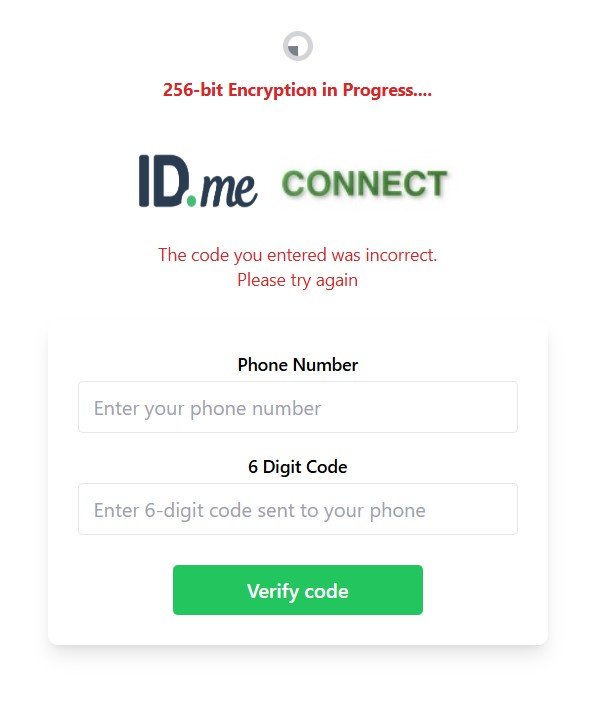 256-bit Encryption in Progress....
ID.me CONNECT
The code you entered was incorrect.
Please try again
Phone Number
Enter your phone number
6 Digit Code
Enter 6-digit code sent to your phone
Verify code